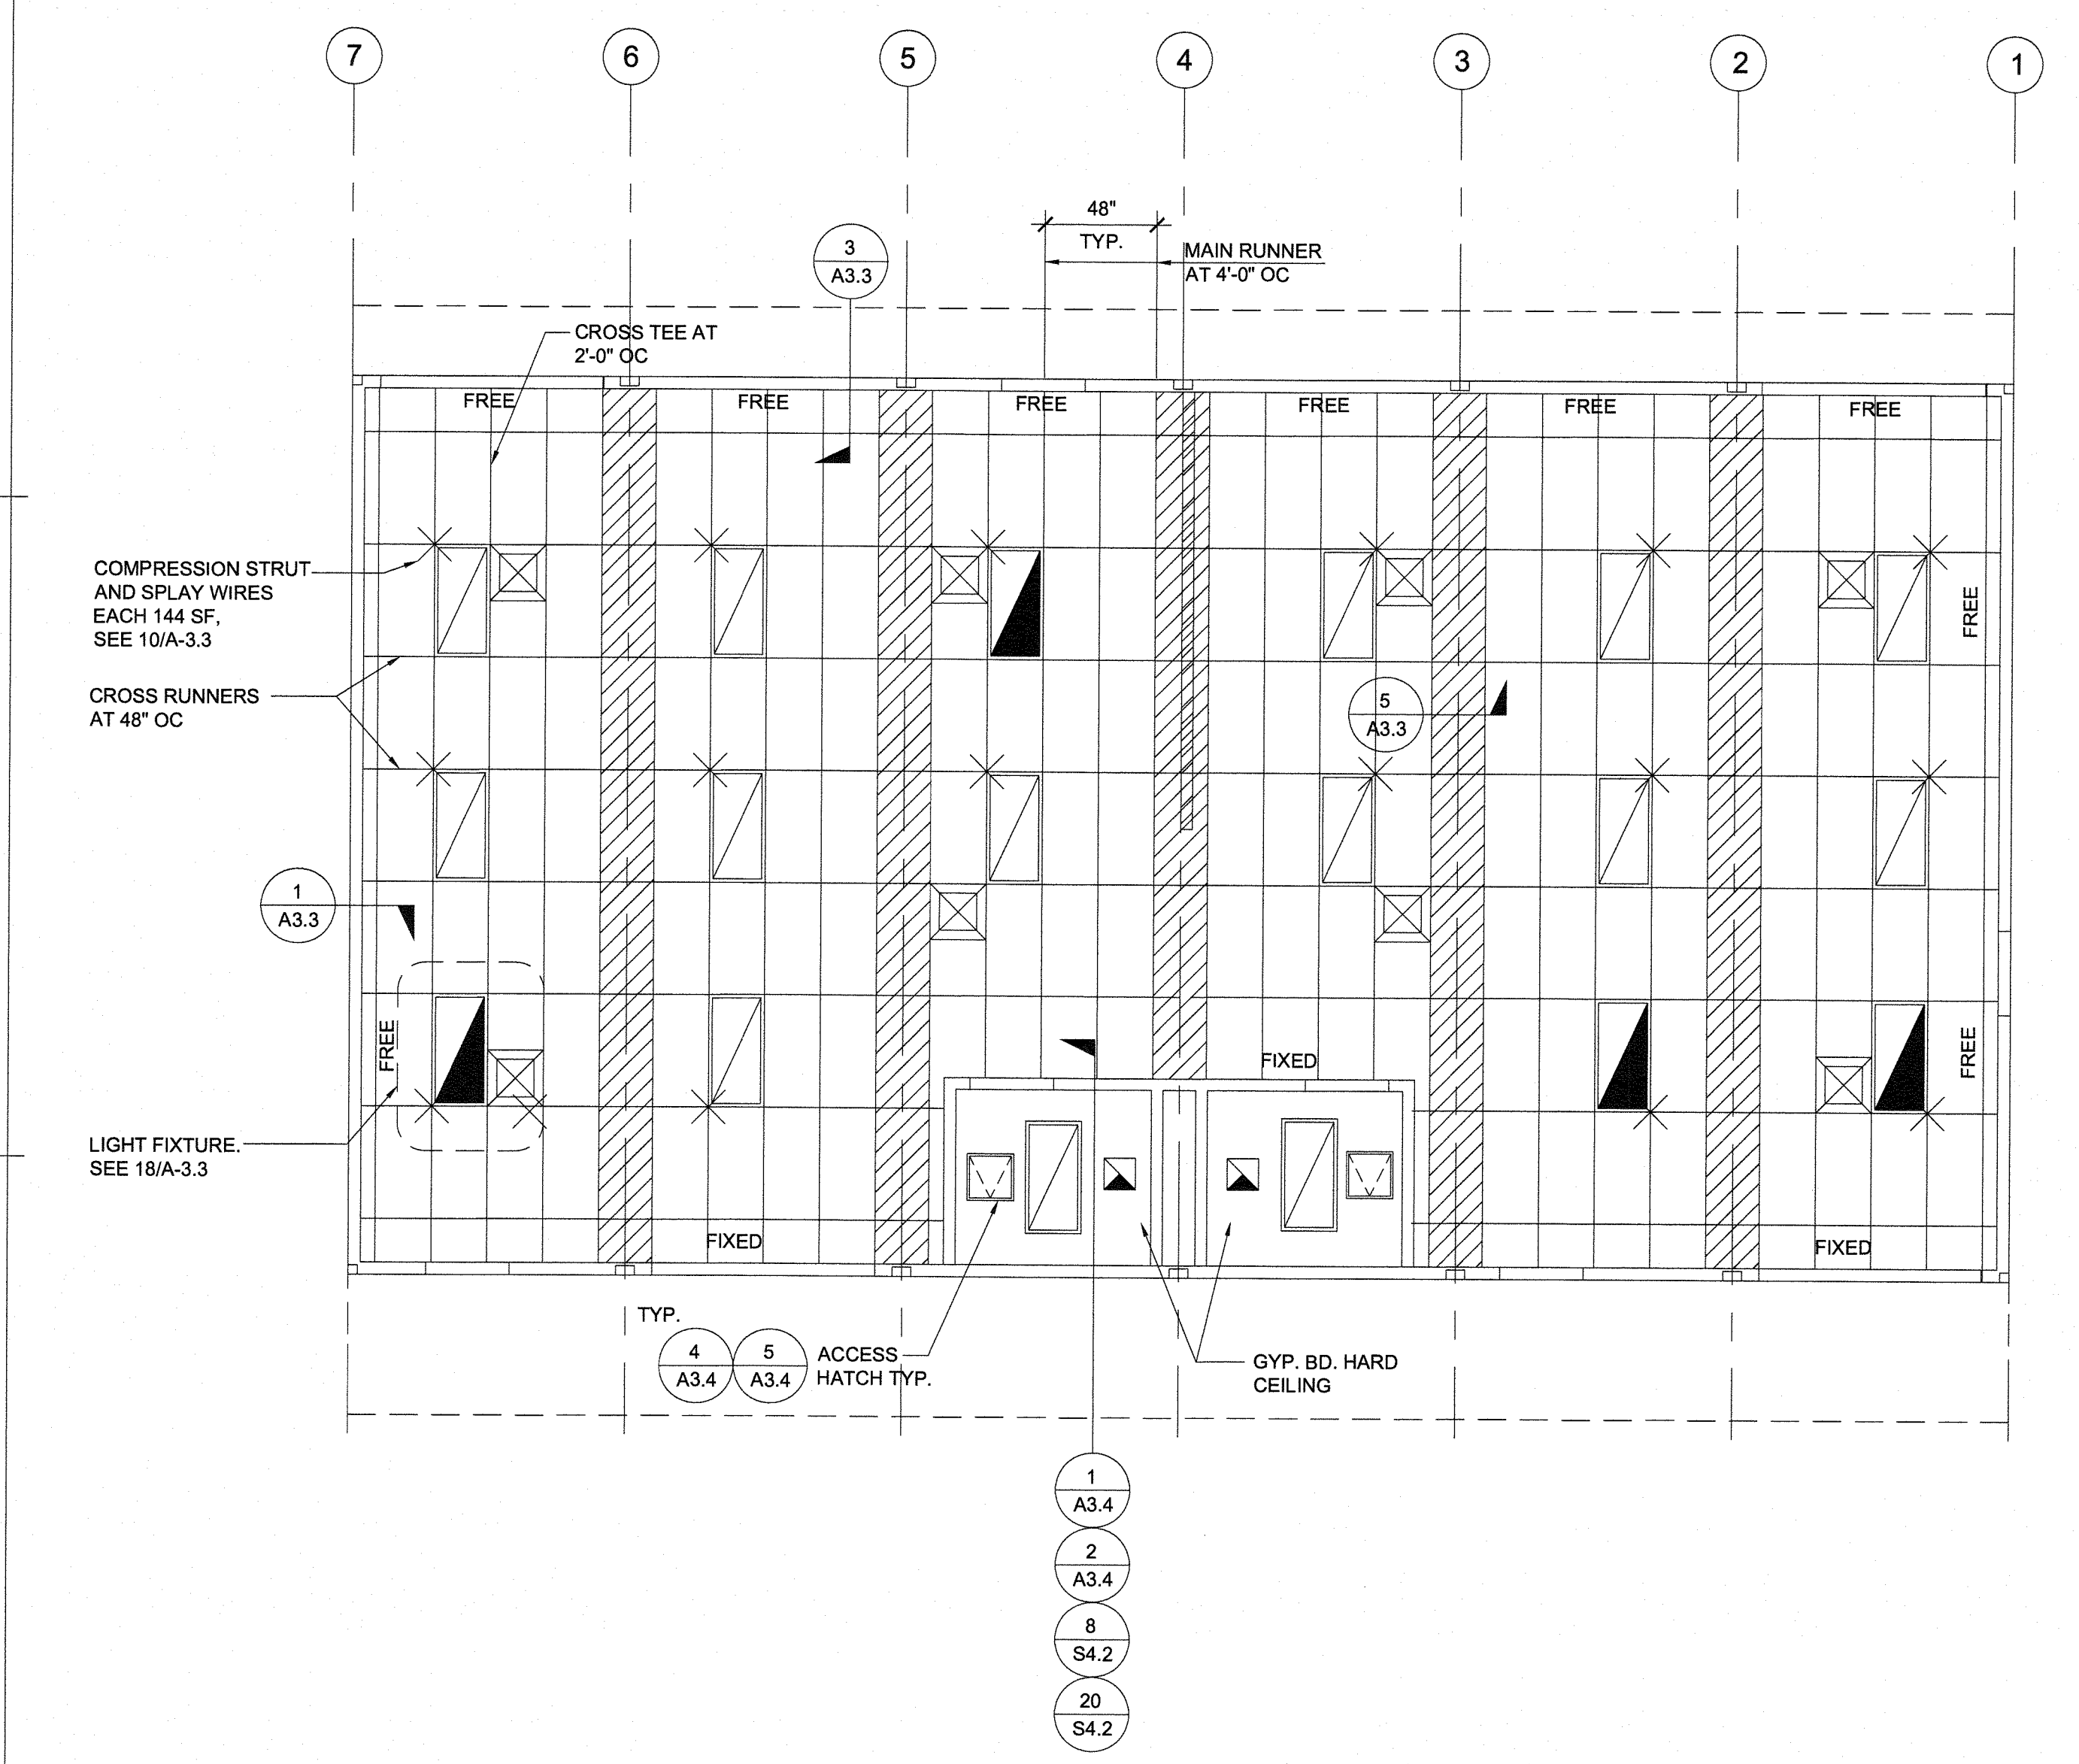 7 6 5 4 3 2 1
48"
TYP.
MAIN RUNNER
AT 4'-0" OC
3
A3.3
CROSS TEE AT
2'-0" OC
FREE FREE FREE FREE FREE FREE
COMPRESSION STRUT
AND SPLAY WIRES
EACH 144 SF,
SEE 10/A-3.3
FREE
CROSS RUNNERS
AT 48" OC
5
A3.3
1
A3.3
FREE
FREE
FIXED
LIGHT FIXTURE.
SEE 18/A-3.3
FIXED
FIXED
TYP.
4
A3.4
5
A3.4
ACCESS
HATCH TYP.
GYP. BD. HARD
CEILING
1
A3.4
2
A3.4
8
S4.2
20
S4.2